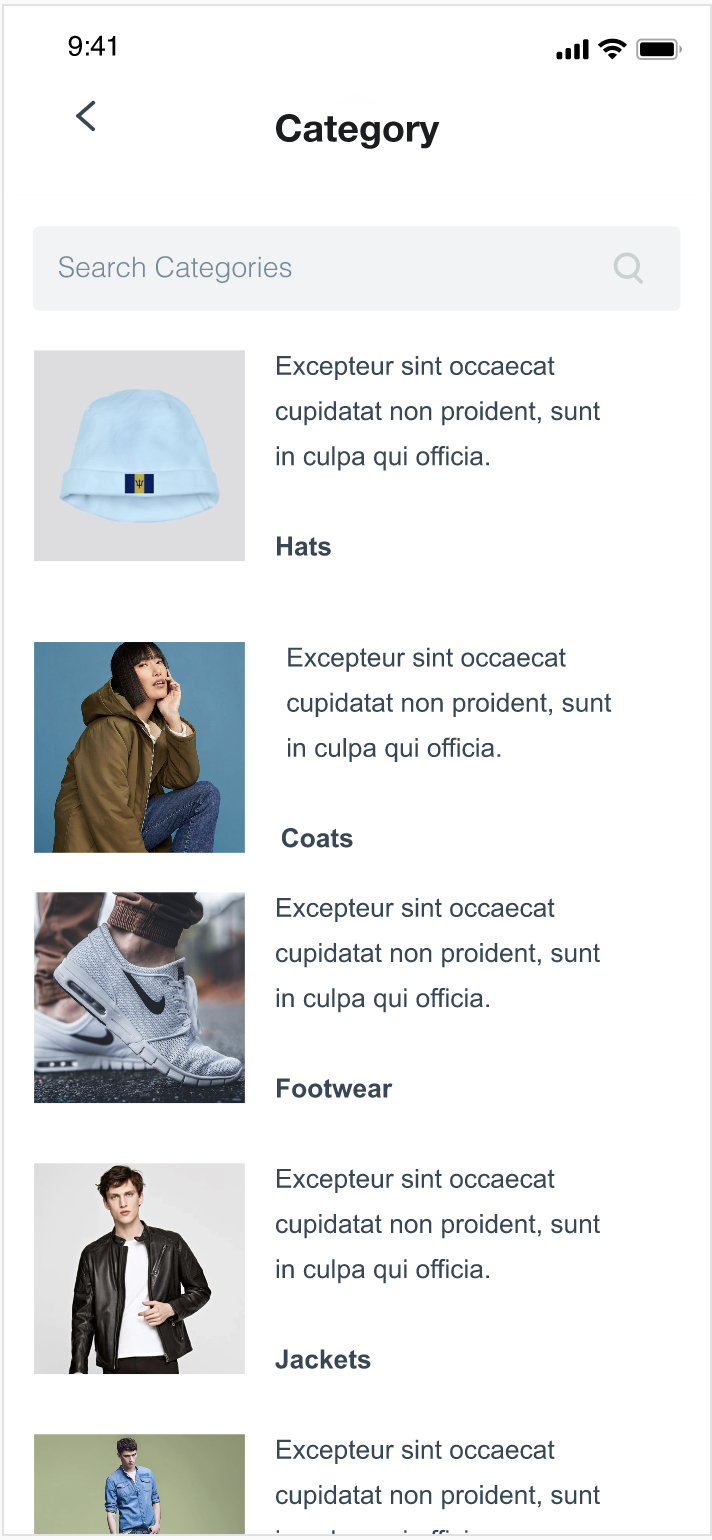 9:41
Category
Search Categories
Excepteur sint occaecat
cupidatat non proident, sunt
in culpa qui officia.
Hats
Excepteur sint occaecat
cupidatat non proident, sunt
in culpa qui officia.
Coats
Excepteur sint occaecat
cupidatat non proident, sunt
in culpa qui officia.
Footwear
Excepteur sint occaecat
cupidatat non proident, sunt
in culpa qui officia.
Jackets
Excepteur sint occaecat
cupidatat non proident, sunt